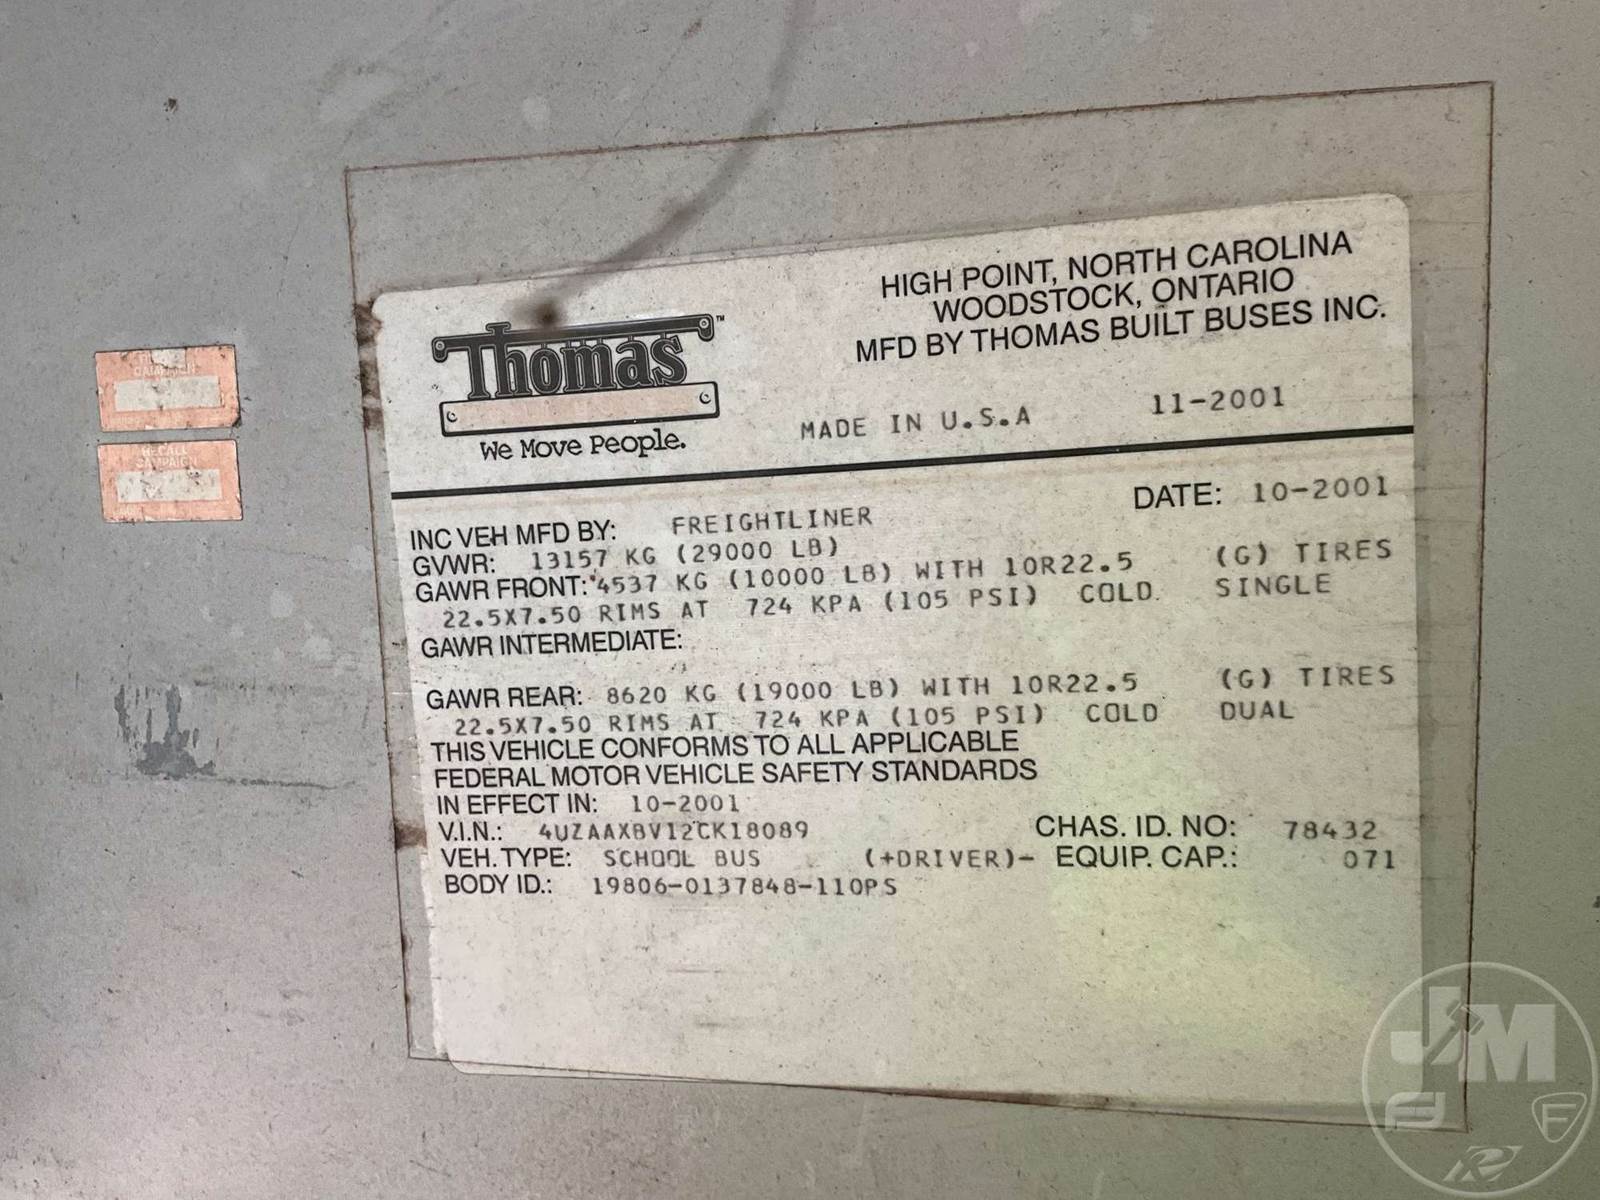 CAMPAIGN
RECALL
CAMPAIGN
Thomas™
We Move People.
HIGH POINT, NORTH CAROLINA
WOODSTOCK, ONTARIO
MFD BY THOMAS BUILT BUSES INC.
MADE IN U.S.A 11-2001
DATE: 10-2001
INC VEH MFD BY: FREIGHTLINER
GVWR: 13157 KG (29000 LB)
GAWR FRONT: 4537 KG (10000 LB) WITH 10R22.5 (G) TIRES
22.5X7.50 RIMS AT 724 KPA (105 PSI) COLD. SINGLE
GAWR INTERMEDIATE:
GAWR REAR: 8620 KG (19000 LB) WITH 10R22.5 (G) TIRES
22.5X7.50 RIMS AT 724 KPA (105 PSI) COLD DUAL
THIS VEHICLE CONFORMS TO ALL APPLICABLE
FEDERAL MOTOR VEHICLE SAFETY STANDARDS
IN EFFECT IN: 10-2001
V.I.N.: 4UZAAXBV12CK18089 CHAS. ID. NO: 78432
VEH. TYPE: SCHOOL BUS (+DRIVER)- EQUIP. CAP.: 071
BODY ID.: 19806-0137848-110PS
JM
F